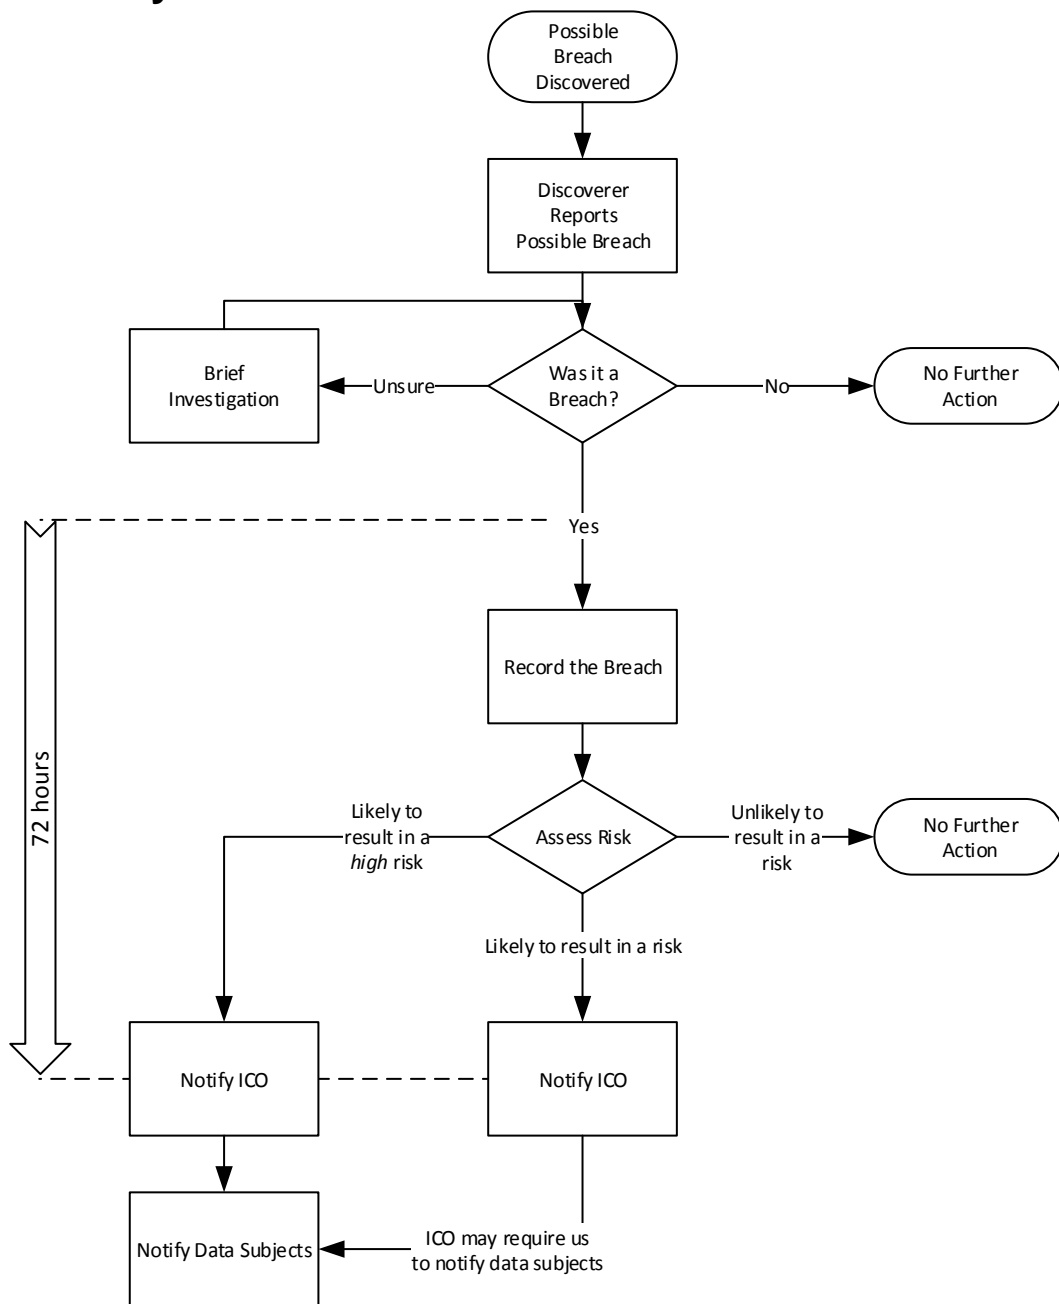 Possible
Breach
Discovered
Discoverer
Reports
Possible Breach
Brief
Investigation
Unsure
Was it a
Breach?
No
No Further
Action
Yes
72 hours
Record the Breach
Likely to
result in a
high risk
Assess Risk
Unlikely to
result in a
risk
No Further
Action
Likely to result in a risk
Notify ICO
Notify ICO
Notify Data Subjects
ICO may require us
to notify data subjects